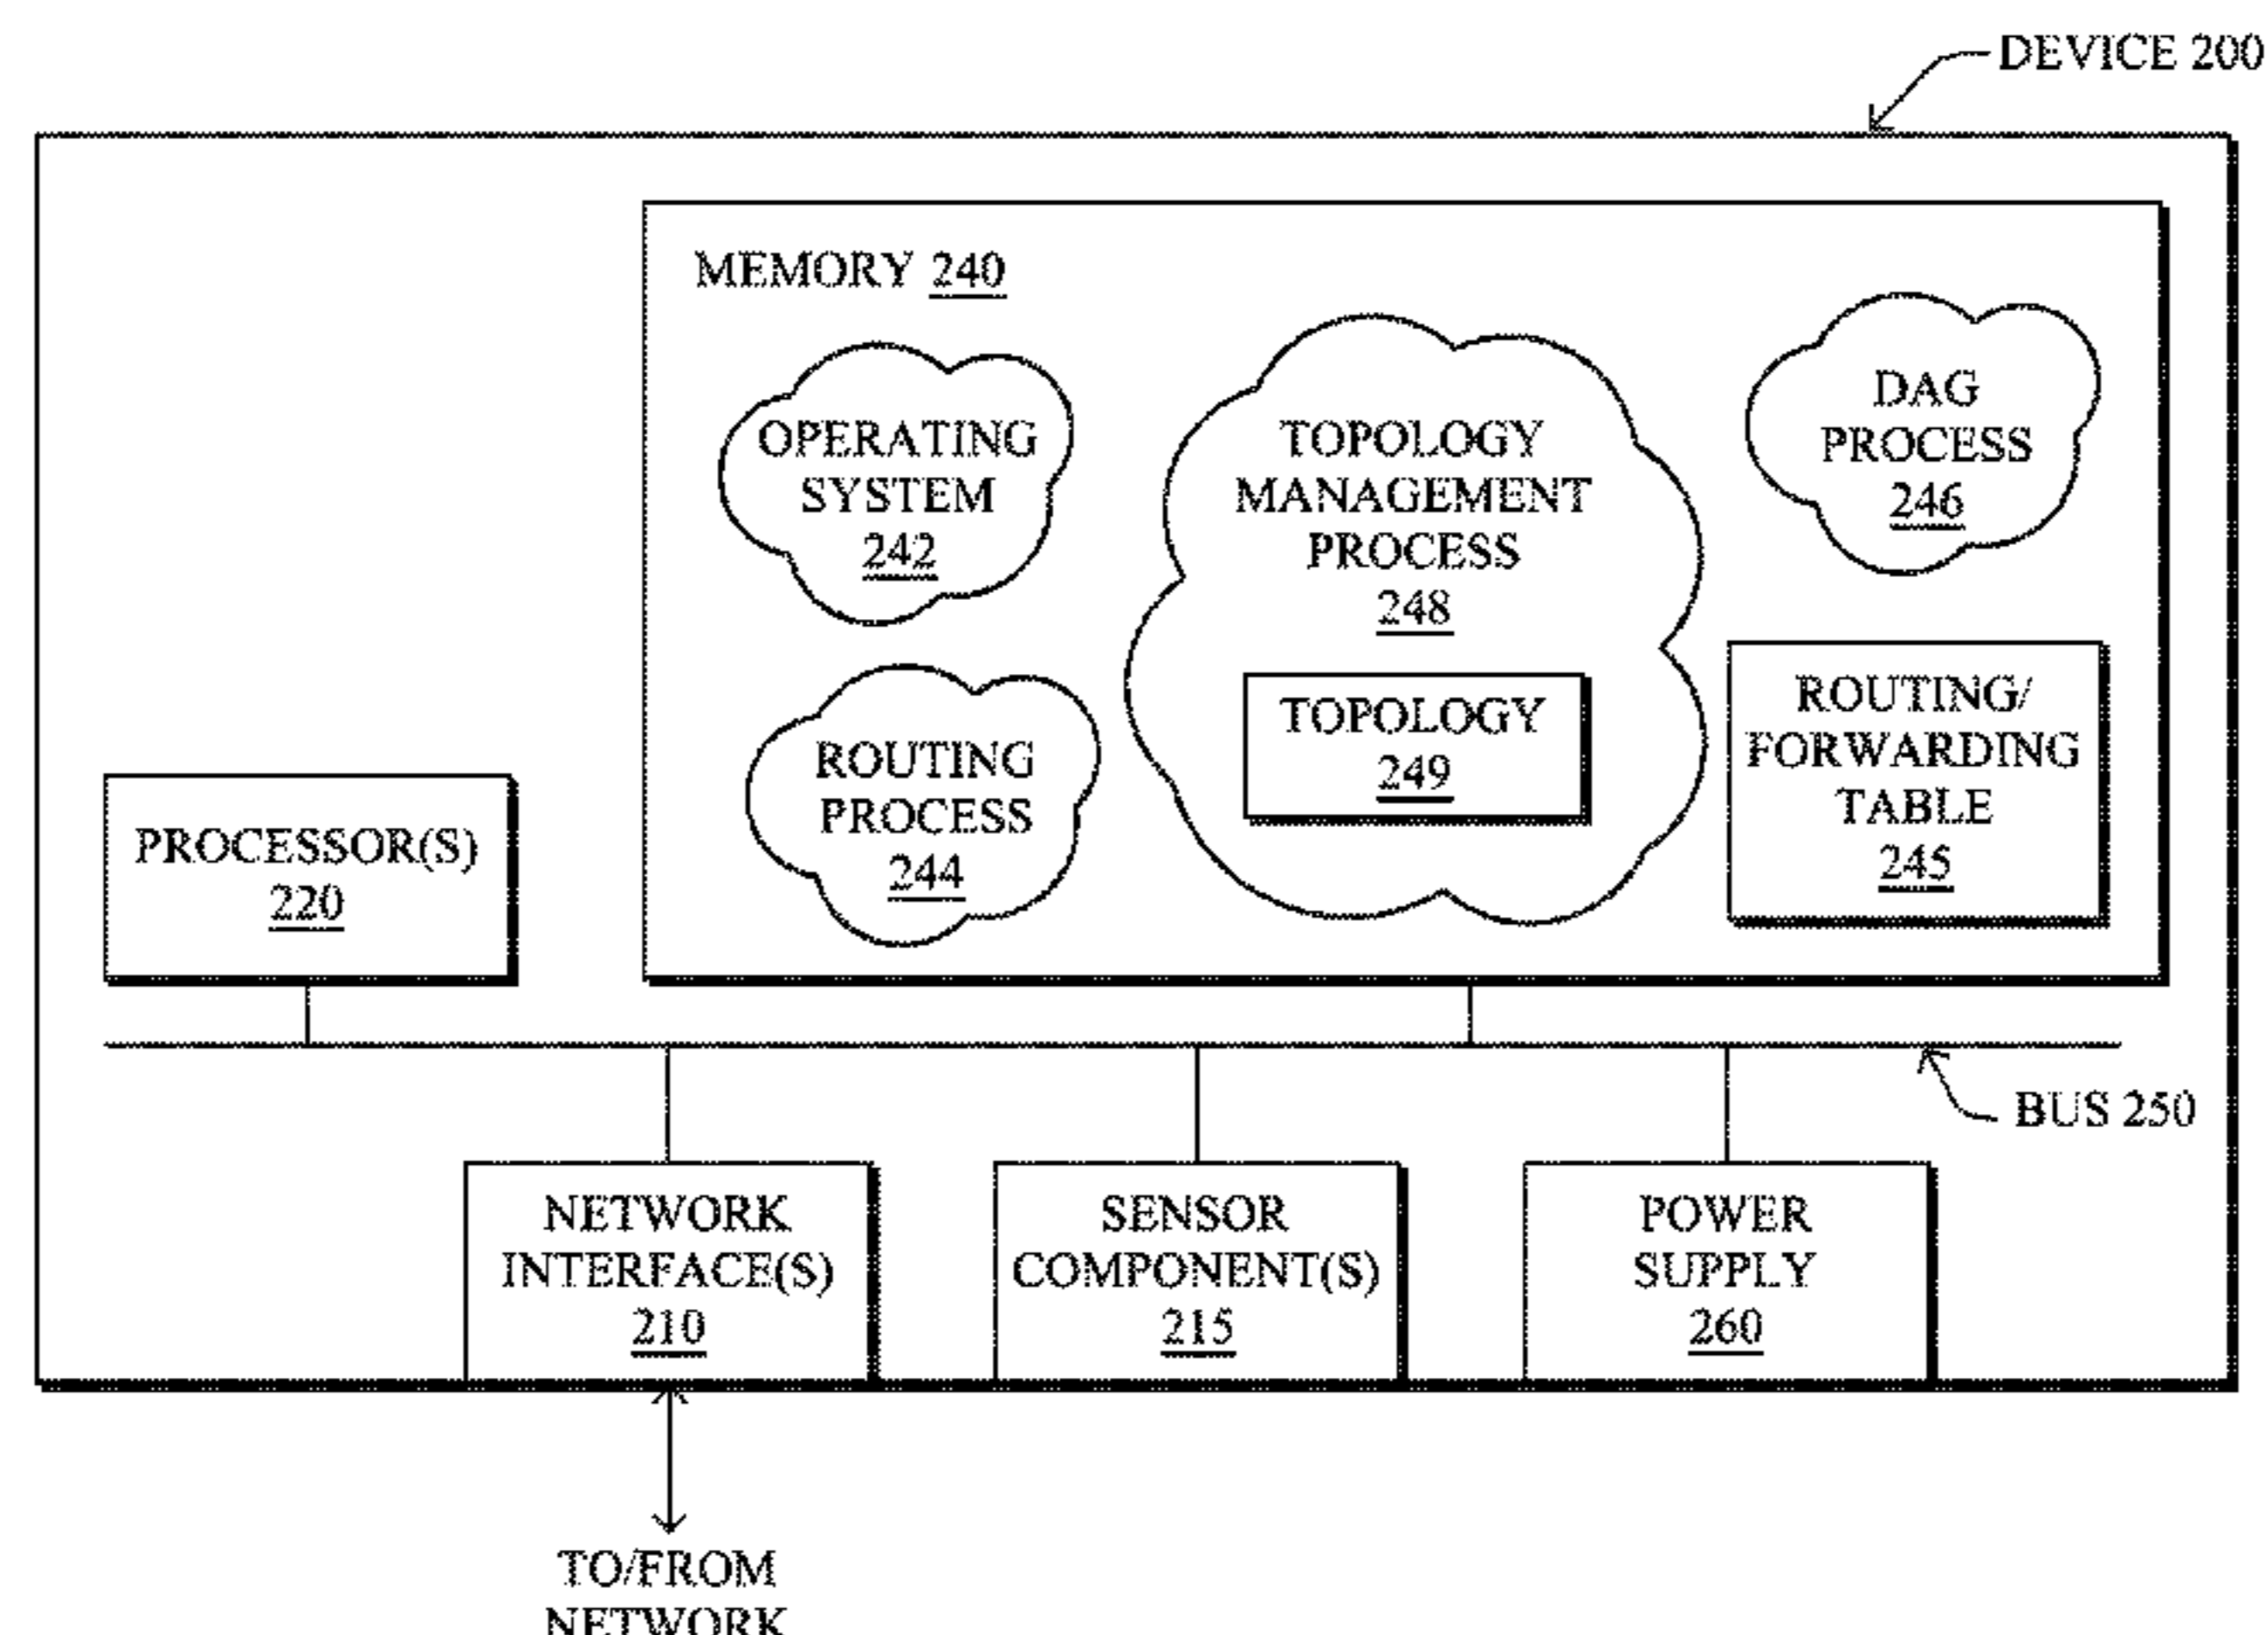 DEVICE 200
MEMORY 240
OPERATING
SYSTEM
242
TOPOLOGY
MANAGEMENT
PROCESS
248
TOPOLOGY
249
DAG
PROCESS
246
ROUTING
PROCESS
244
ROUTING/
FORWARDING
TABLE
245
PROCESSOR(S)
220
BUS 250
NETWORK
INTERFACE(S)
210
SENSOR
COMPONENT(S)
215
POWER
SUPPLY
260
TO/FROM
NETWORK